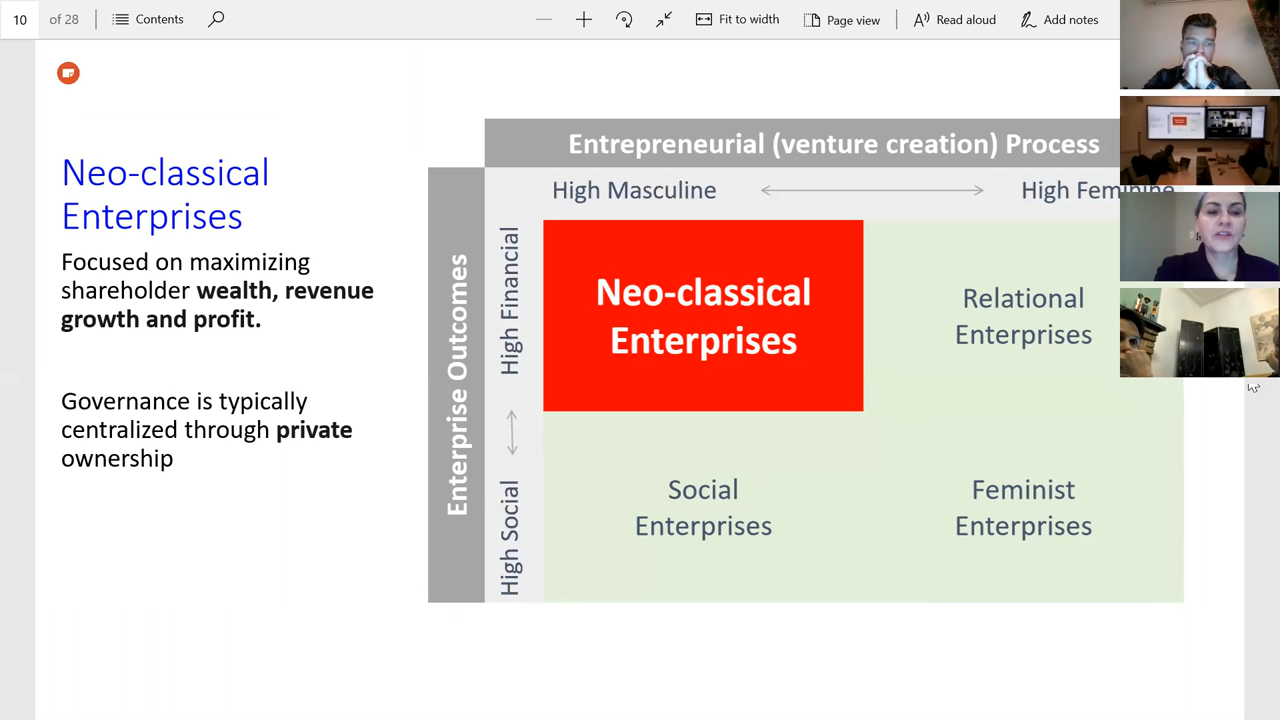 10 of 28 Contents Fit to width Page view Read aloud Add notes
Neo-classical
Enterprises
Focused on maximizing
shareholder wealth, revenue
growth and profit.
Governance is typically
centralized through private
ownership
Entrepreneurial (venture creation) Process
High Masculine High Feminine
Enterprise Outcomes
High Financial
High Social
Neo-classical
Enterprises
Relational
Enterprises
Social
Enterprises
Feminist
Enterprises